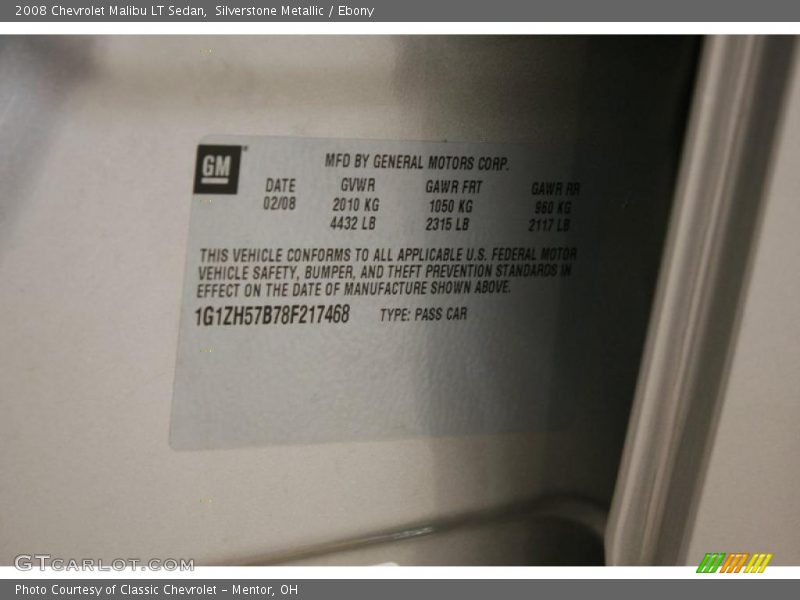 2008 Chevrolet Malibu LT Sedan, Silverstone Metallic / Ebony
GM
MFD BY GENERAL MOTORS CORP.
DATE GVWR GAWR FRT GAWR RR
02/08 2010 KG 1050 KG 960 KG
4432 LB 2315 LB 2117 LB
THIS VEHICLE CONFORMS TO ALL APPLICABLE U.S. FEDERAL MOTOR
VEHICLE SAFETY, BUMPER, AND THEFT PREVENTION STANDARDS IN
EFFECT ON THE DATE OF MANUFACTURE SHOWN ABOVE.
1G1ZH57B78F217468 TYPE: PASS CAR
GTCARLOT.COM
Photo Courtesy of Classic Chevrolet - Mentor, OH